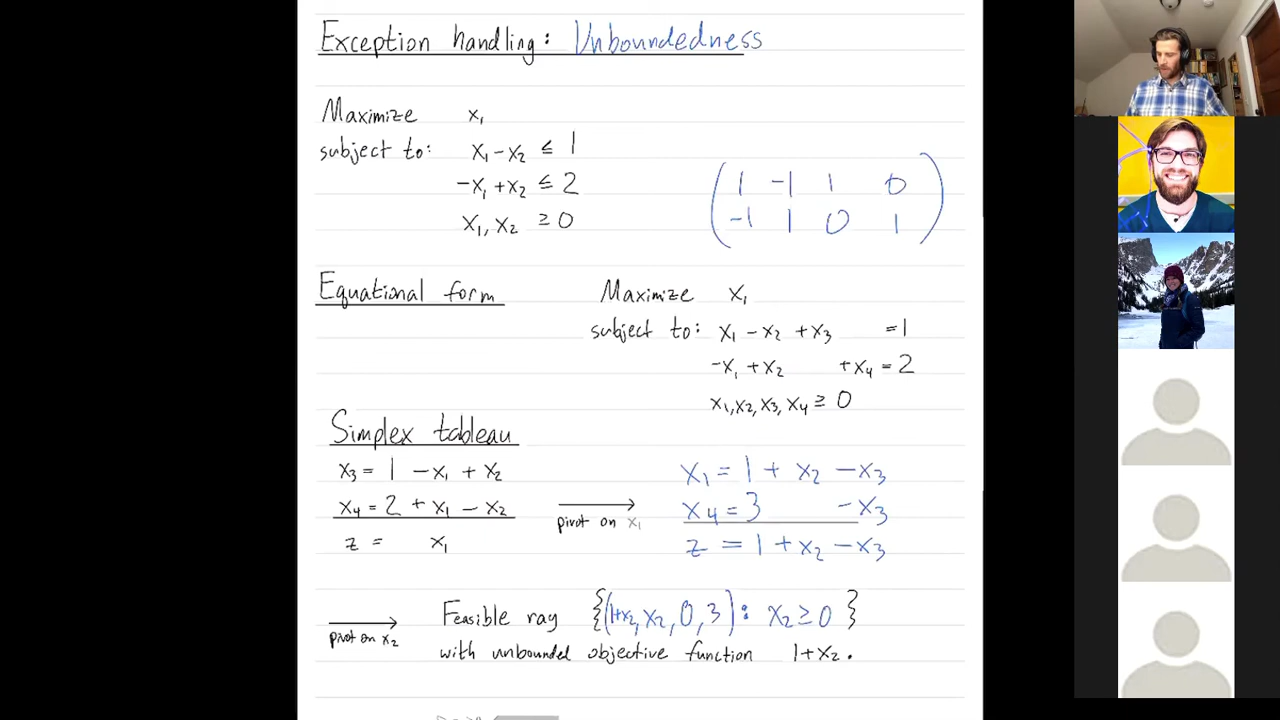 Exception handling: Unboundedness
Maximize x₁
subject to: x₁ - x₂ ≤ 1
-x₁ + x₂ ≤ 2
x₁, x₂ ≥ 0
( 1 -1 1 0
-1 1 0 1 )
Equational form
Maximize x₁
subject to: x₁ - x₂ + x₃ = 1
-x₁ + x₂ + x₄ = 2
x₁, x₂, x₃, x₄ ≥ 0
Simplex tableau
x₃ = 1 - x₁ + x₂
x₄ = 2 + x₁ - x₂
z = x₁
pivot on x₁
x₁ = 1 + x₂ - x₃
x₄ = 3 - x₃
z = 1 + x₂ - x₃
pivot on x₂
Feasible ray {(1+x₂, x₂, 0, 3): x₂ ≥ 0}
with unbounded objective function 1+x₂.